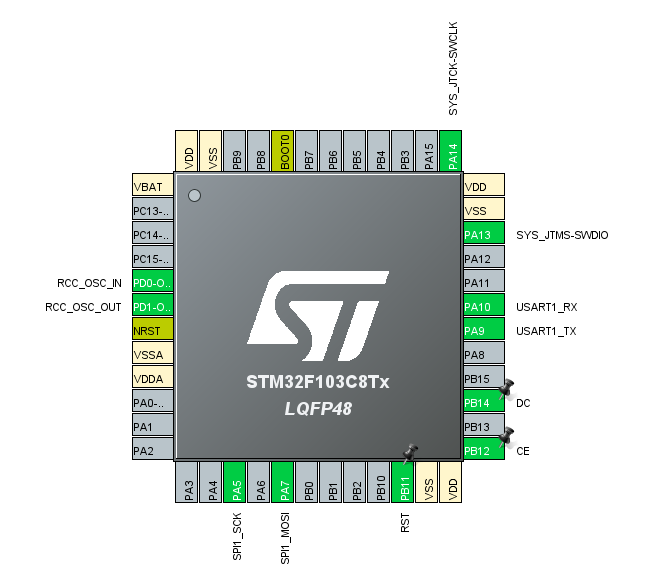 SYS_JTCK-SWCLK
VDD
VSS
PB9
PB8
BOOT0
PB7
PB6
PB5
PB4
PB3
PA15
PA14
VBAT
PC13-..
PC14-..
PC15-..
RCC_OSC_IN PD0-O..
RCC_OSC_OUT PD1-O..
NRST
VSSA
VDDA
PA0-..
PA1
PA2
ST
STM32F103C8Tx
LQFP48
VDD
VSS
PA13 SYS_JTMS-SWDIO
PA12
PA11
PA10 USART1_RX
PA9 USART1_TX
PA8
PB15
PB14 DC
PB13
PB12 CE
PA3
PA4
PA5
PA6
PA7
PB0
PB1
PB2
PB10
PB11
VSS
VDD
SPI1_SCK
SPI1_MOSI
RST